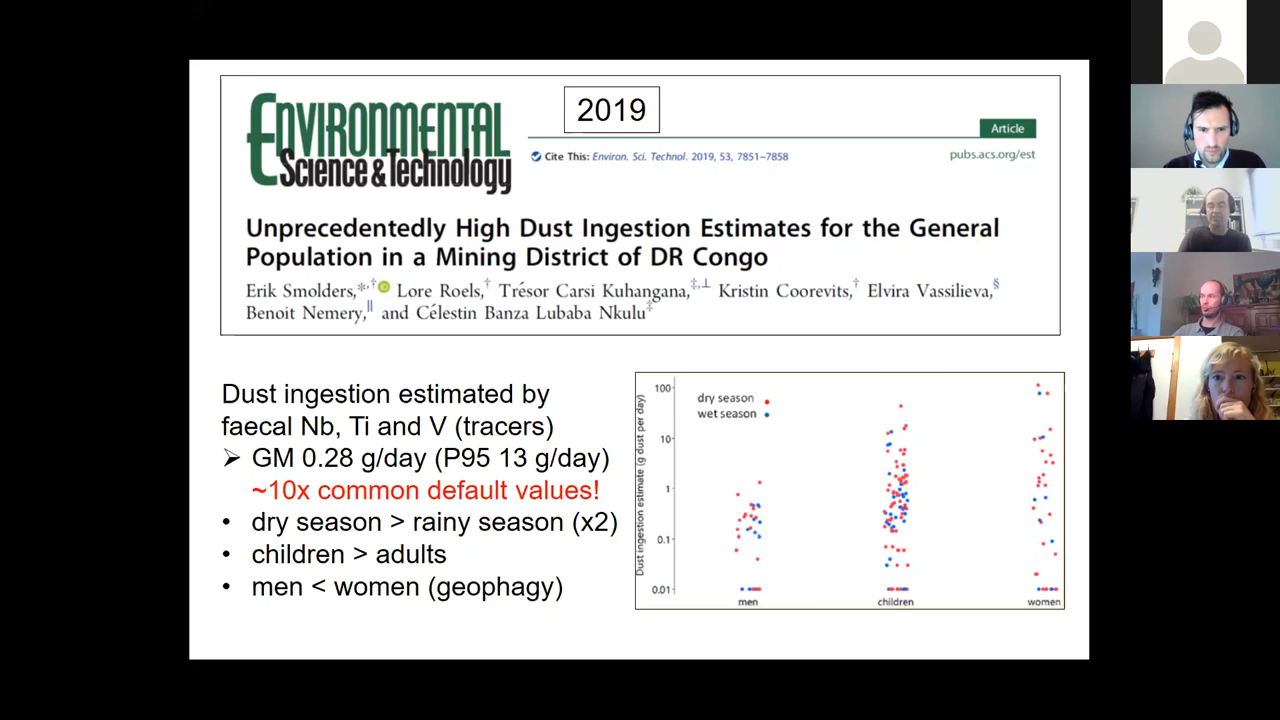 ENVIRONMENTAL
Science & Technology
2019
Article
Cite This: Environ. Sci. Technol. 2019, 53, 7851−7858
pubs.acs.org/est
Unprecedentedly High Dust Ingestion Estimates for the General
Population in a Mining District of DR Congo
Erik Smolders,*,† Lore Roels,† Trésor Carsi Kuhangana,‡,⊥ Kristin Coorevits,† Elvira Vassilieva,§
Benoit Nemery,∥ and Célestin Banza Lubaba Nkulu‡
Dust ingestion estimated by
faecal Nb, Ti and V (tracers)
➢ GM 0.28 g/day (P95 13 g/day)
~10x common default values!
• dry season > rainy season (x2)
• children > adults
• men < women (geophagy)
Dust ingestion estimate (g dust per day)
dry season
wet season
100
10
1
0.1
0.01
men
children
women